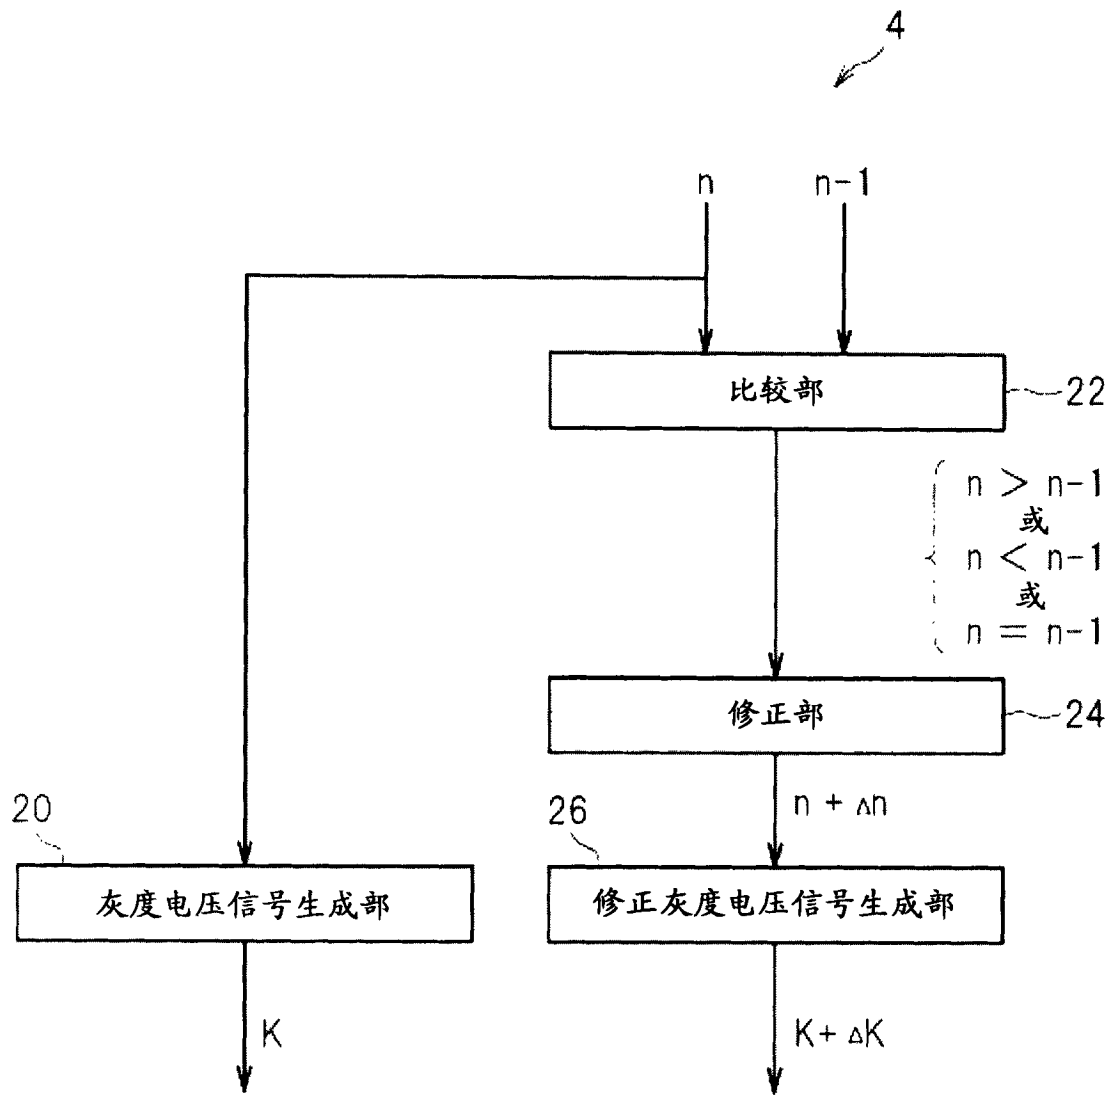 4
n
n-1
比较部
22
n > n-1
或
n < n-1
或
n = n-1
修正部
24
n + Δn
20
26
灰度电压信号生成部
修正灰度电压信号生成部
K
K+ ΔK